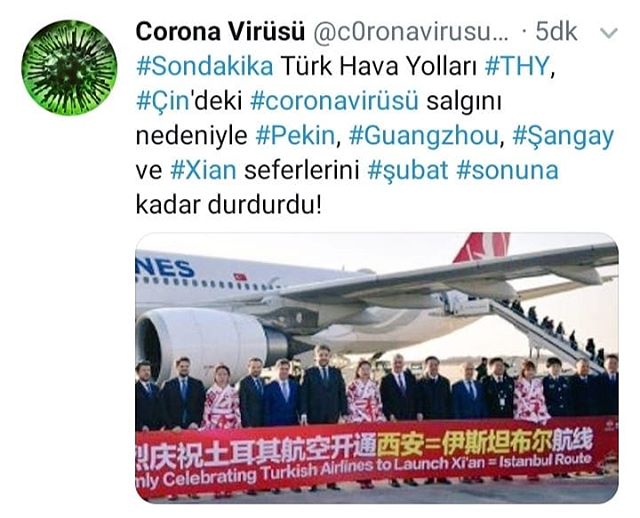 Corona Virüsü @c0ronavirusu... · 5dk
#Sondakika Türk Hava Yolları #THY,
#Çin'deki #coronavirüsü salgını
nedeniyle #Pekin, #Guangzhou, #Şangay
ve #Xian seferlerini #şubat #sonuna
kadar durdurdu!
NES
烈庆祝土耳其航空开通西安=伊斯坦布尔航线
nly Celebrating Turkish Airlines to Launch Xi'an = Istanbul Route